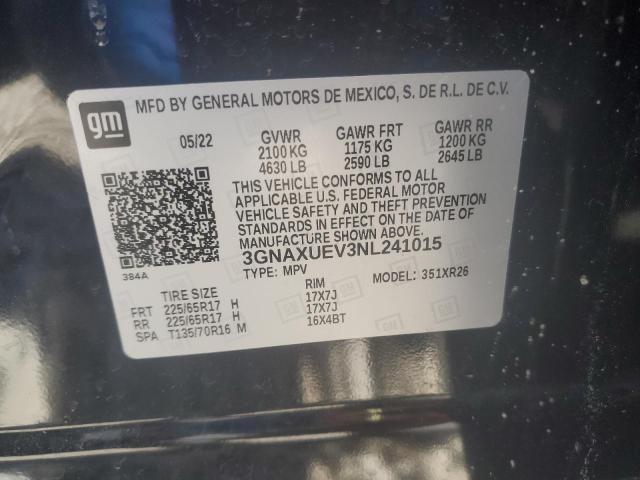 gm
MFD BY GENERAL MOTORS DE MEXICO, S. DE R.L. DE C.V.
05/22 GVWR GAWR FRT GAWR RR
2100 KG 1175 KG 1200 KG
4630 LB 2590 LB 2645 LB
THIS VEHICLE CONFORMS TO ALL
APPLICABLE U.S. FEDERAL MOTOR
VEHICLE SAFETY AND THEFT PREVENTION
STANDARDS IN EFFECT ON THE DATE OF
MANUFACTURE SHOWN ABOVE.
384A
3GNAXUEV3NL241015
TYPE: MPV MODEL: 351XR26
TIRE SIZE RIM
FRT 225/65R17 H 17X7J
RR 225/65R17 H 17X7J
SPA T135/70R16 M 16X4BT